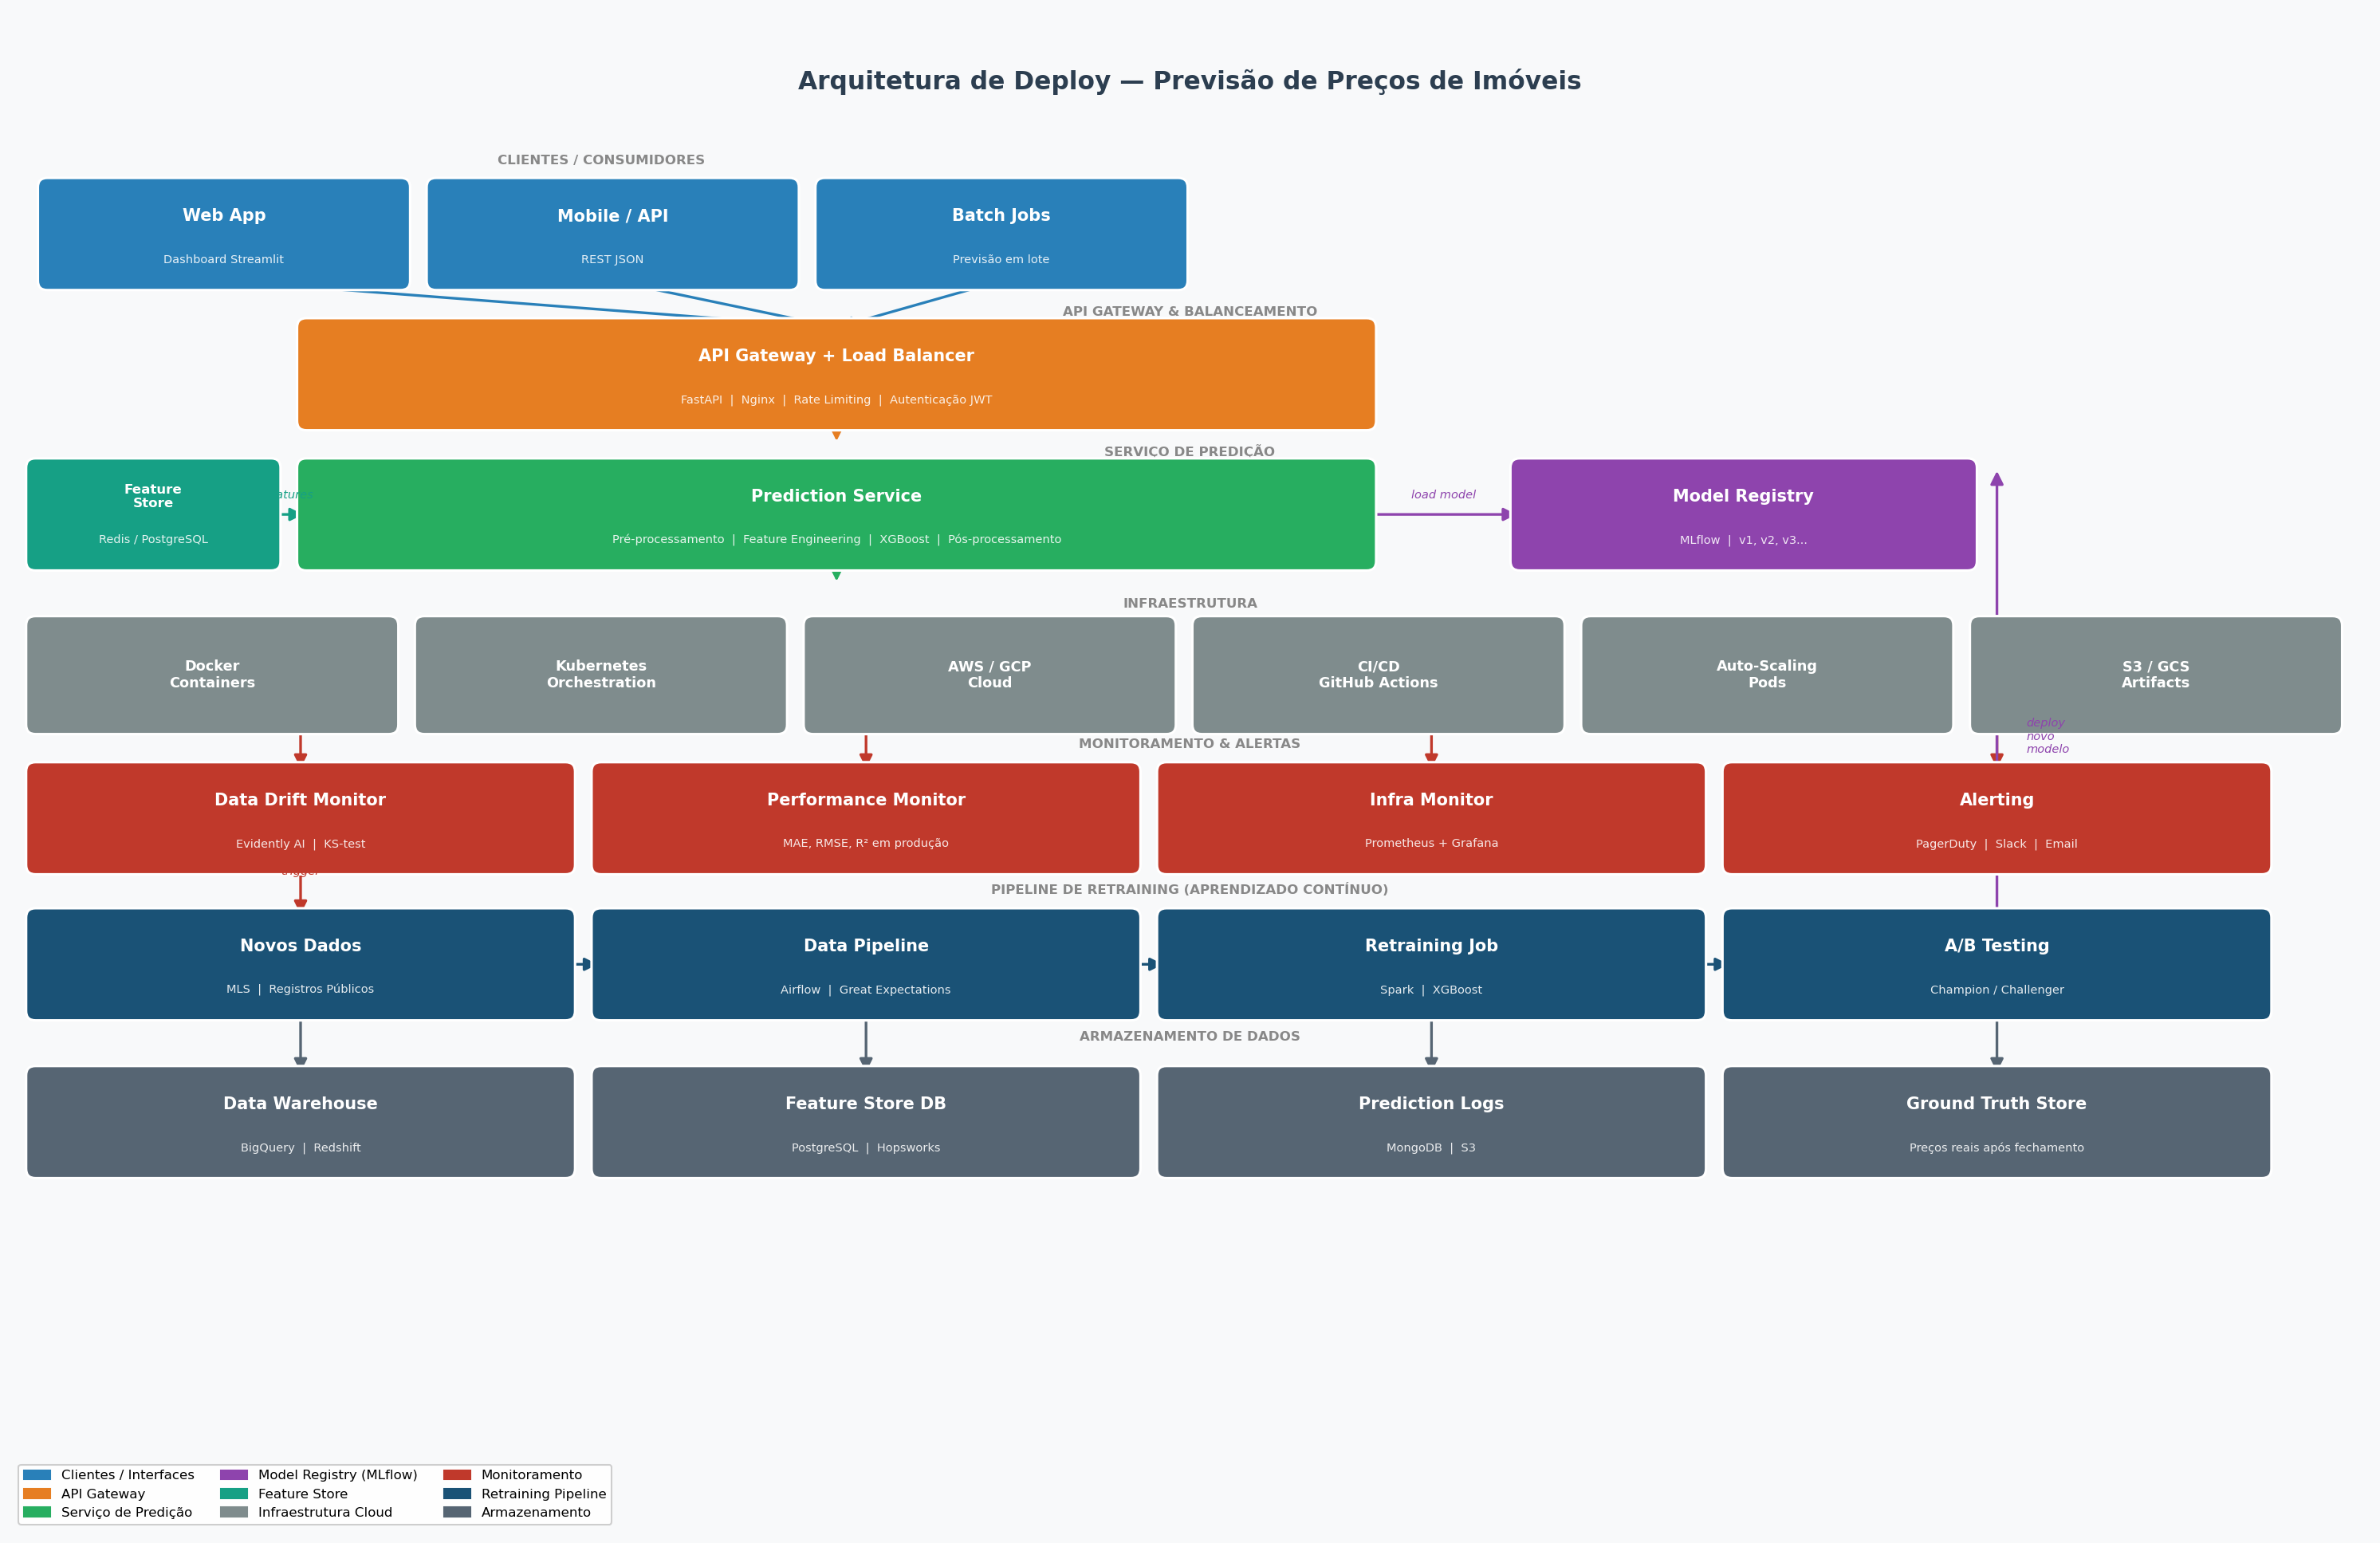 Arquitetura de Deploy — Previsão de Preços de Imóveis
CLIENTES / CONSUMIDORES
Web App
Dashboard Streamlit
Mobile / API
REST JSON
Batch Jobs
Previsão em lote
API GATEWAY & BALANCEAMENTO
API Gateway + Load Balancer
FastAPI | Nginx | Rate Limiting | Autenticação JWT
SERVIÇO DE PREDIÇÃO
Feature
Store
Redis / PostgreSQL
Prediction Service
Pré-processamento | Feature Engineering | XGBoost | Pós-processamento
load model
Model Registry
MLflow | v1, v2, v3...
INFRAESTRUTURA
Docker
Containers
Kubernetes
Orchestration
AWS / GCP
Cloud
CI/CD
GitHub Actions
Auto-Scaling
Pods
S3 / GCS
Artifacts
deploy
novo
modelo
MONITORAMENTO & ALERTAS
Data Drift Monitor
Evidently AI | KS-test
Performance Monitor
MAE, RMSE, R² em produção
Infra Monitor
Prometheus + Grafana
Alerting
PagerDuty | Slack | Email
PIPELINE DE RETRAINING (APRENDIZADO CONTÍNUO)
Novos Dados
MLS | Registros Públicos
Data Pipeline
Airflow | Great Expectations
Retraining Job
Spark | XGBoost
A/B Testing
Champion / Challenger
ARMAZENAMENTO DE DADOS
Data Warehouse
BigQuery | Redshift
Feature Store DB
PostgreSQL | Hopsworks
Prediction Logs
MongoDB | S3
Ground Truth Store
Preços reais após fechamento
Clientes / Interfaces
API Gateway
Serviço de Predição
Model Registry (MLflow)
Feature Store
Infraestrutura Cloud
Monitoramento
Retraining Pipeline
Armazenamento